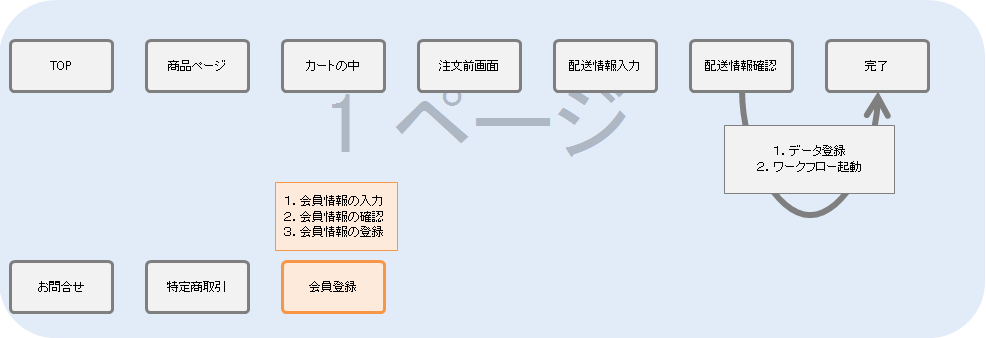 TOP
商品ページ
カートの中
注文前画面
配送情報入力
配送情報確認
完了
1 ページ
1. データ登録
2. ワークフロー起動
1. 会員情報の入力
2. 会員情報の確認
3. 会員情報の登録
お問合せ
特定商取引
会員登録